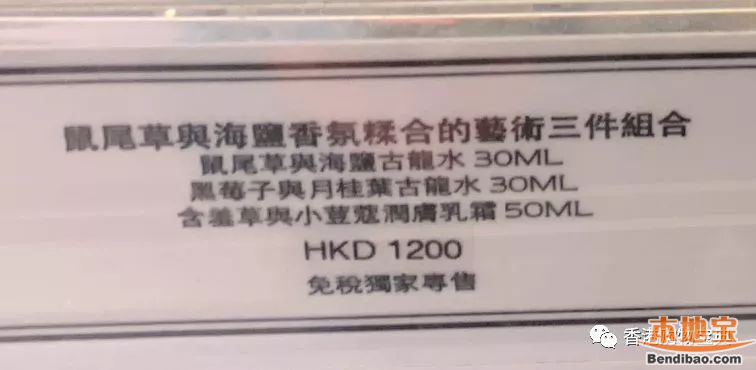 鼠尾草與海鹽香氛糅合的藝術三件組合
鼠尾草與海鹽古龍水 30ML
黑莓子與月桂葉古龍水 30ML
含羞草與小荳蔻潤膚乳霜 50ML
HKD 1200
免稅獨家專售
香港
本地宝
Bendibao.com